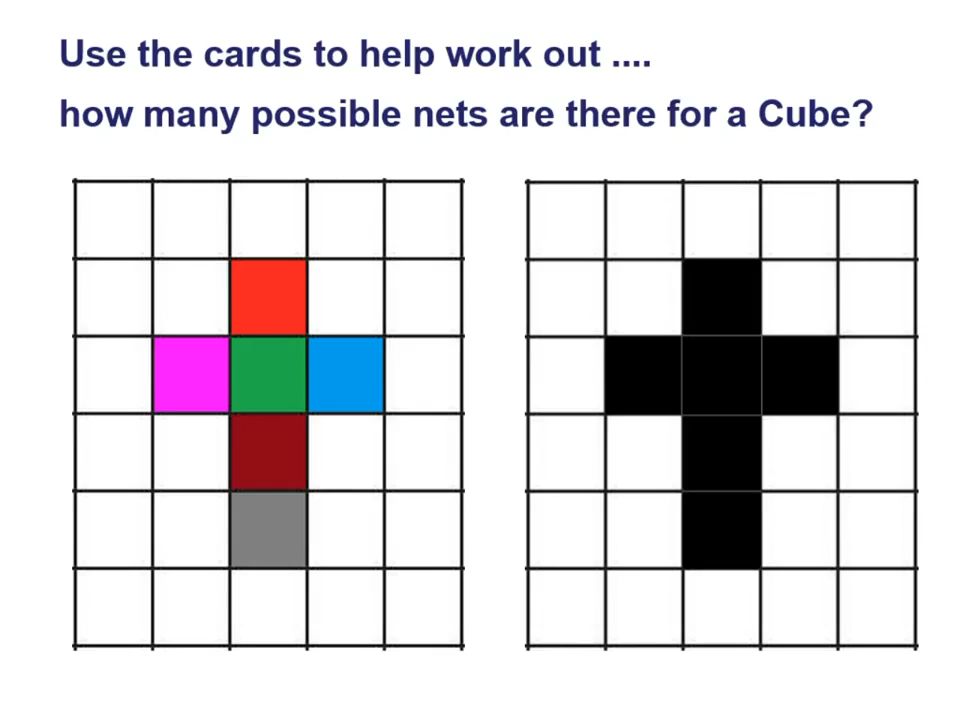 Use the cards to help work out ....
how many possible nets are there for a Cube?